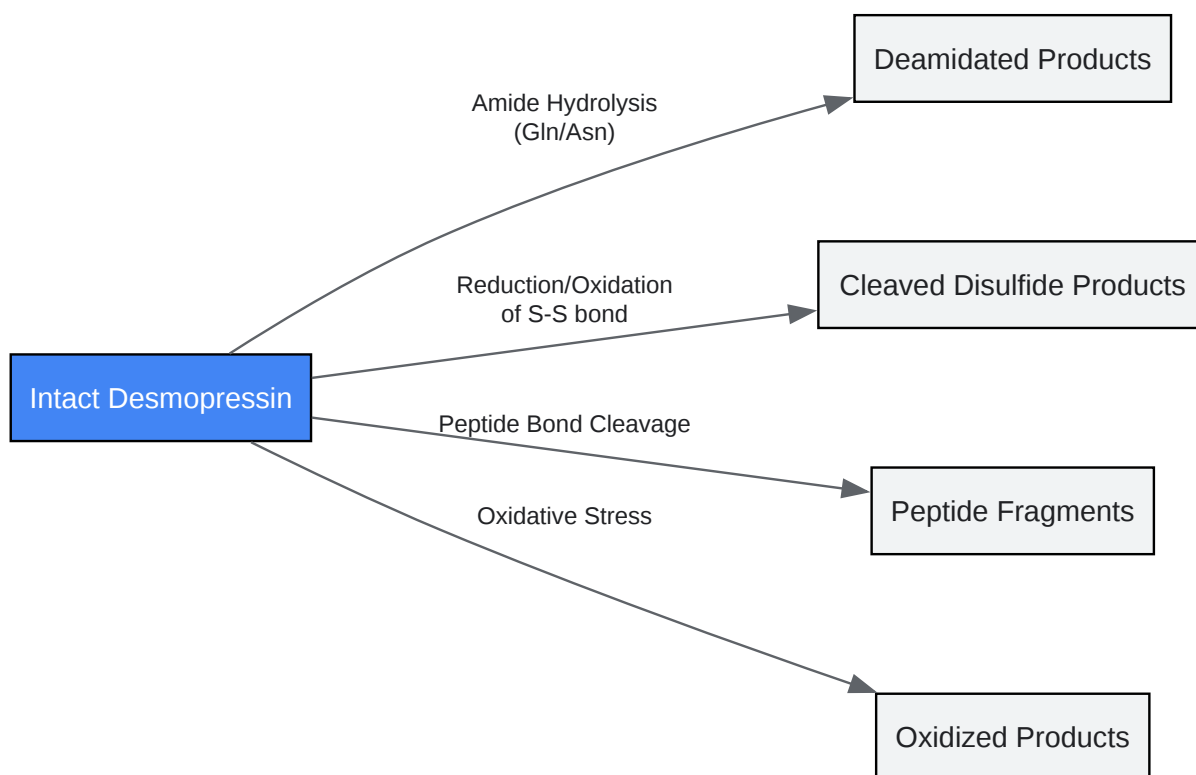 Deamidated Products
Amide Hydrolysis
(Gln/Asn)
Cleaved Disulfide Products
Reduction/Oxidation
of S-S bond
Intact Desmopressin
Peptide Bond Cleavage
Peptide Fragments
Oxidative Stress
Oxidized Products